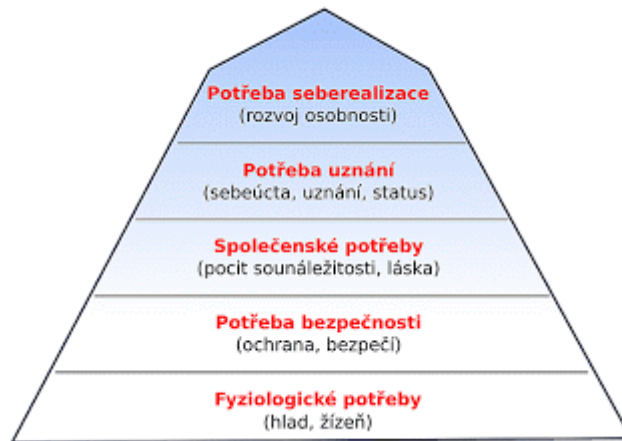 Potřeba seberealizace
(rozvoj osobnosti)
Potřeba uznání
(sebeúcta, uznání, status)
Společenské potřeby
(pocit sounáležitosti, láska)
Potřeba bezpečnosti
(ochrana, bezpečí)
Fyziologické potřeby
(hlad, žízeň)